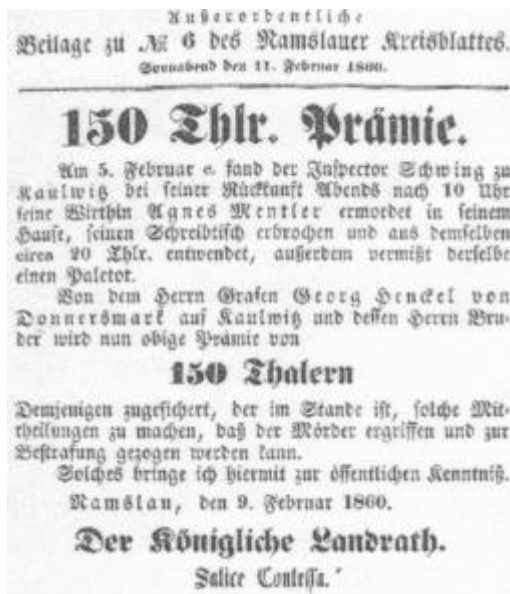 Außerordentliche
Beilage zu № 6 des Namslauer Kreisblattes.
Sonnabend den 11. Februar 1860.
150 Thlr. Prämie.
Am 5. Februar c. fand der Inspector Schwing zu
Kaulwitz bei seiner Rückkunft Abends nach 10 Uhr
seine Wirthin Agnes Mentler ermordet in seinem
Hause, seinen Schreibtisch erbrochen und aus demselben
circa 20 Thlr. entwendet, außerdem vermißt derselbe
einen Paletot.
Von dem Herrn Grafen Georg Henckel von
Donnersmark auf Kaulwitz und dessen Herrn Bru-
der wird nun obige Prämie von
150 Thalern
Demjenigen zugesichert, der im Stande ist, solche Mit-
theilungen zu machen, daß der Mörder ergriffen und zur
Bestrafung gezogen werden kann.
Solches bringe ich hiermit zur öffentlichen Kenntniß.
Namslau, den 9. Februar 1860.
Der Königliche Landrath.
Salice Contessa.